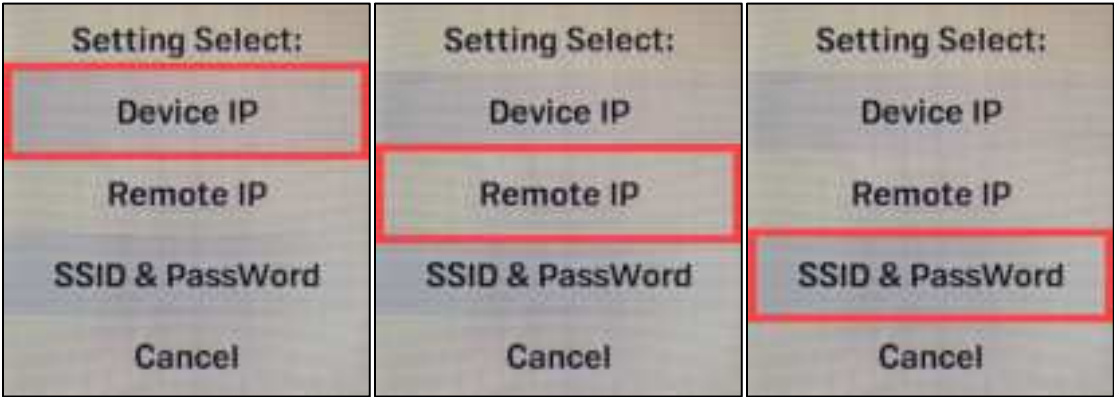 Setting Select:
Device IP
Remote IP
SSID & PassWord
Cancel
Setting Select:
Device IP
Remote IP
SSID & PassWord
Cancel
Setting Select:
Device IP
Remote IP
SSID & PassWord
Cancel